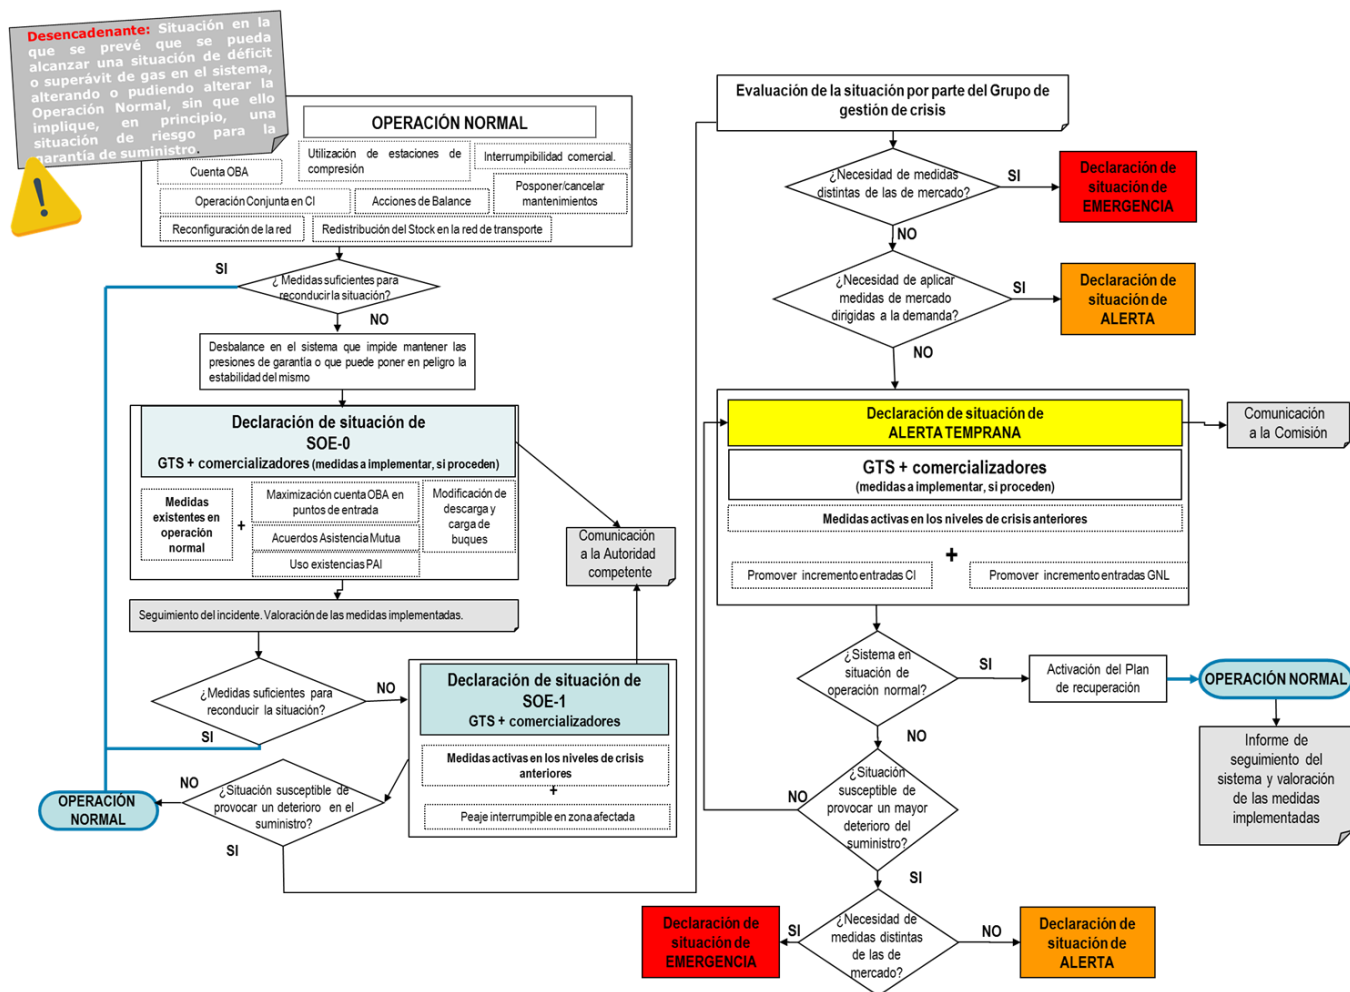 Desencadenante: Situación en la
que se prevé que se pueda
alcanzar una situación de déficit
o superávit de gas en el sistema,
alterando o pudiendo alterar la
Operación Normal, sin que ello
implique, en principio, una
situación de riesgo para la
garantía de suministro.
OPERACIÓN NORMAL
Cuenta OBA
Utilización de estaciones de
compresión
Interrumpibilidad comercial.
Operación Conjunta en CI
Acciones de Balance
Posponer/cancelar
mantenimientos
Reconfiguración de la red
Redistribución del Stock en la red de transporte
SI
¿ Medidas suficientes para
reconducir la situación?
NO
Desbalance en el sistema que impide mantener las
presiones de garantía o que puede poner en peligro la
estabilidad del mismo
Declaración de situación de
SOE-0
GTS + comercializadores (medidas a implementar, si proceden)
Medidas
existentes en
operación
normal
+
Maximización cuenta OBA en
puntos de entrada
Acuerdos Asistencia Mutua
Uso existencias PAI
Modificación de
descarga y
carga de
buques
Comunicación
a la Autoridad
competente
Seguimiento del incidente. Valoración de las medidas implementadas.
¿Medidas suficientes para
reconducir la situación?
NO
SI
Declaración de situación de
SOE-1
GTS + comercializadores
Medidas activas en los niveles de crisis
anteriores
+
Peaje interrumpible en zona afectada
OPERACIÓN
NORMAL
NO
¿Situación susceptible de
provocar un deterioro en el
suministro?
SI
Evaluación de la situación por parte del Grupo de
gestión de crisis
¿Necesidad de medidas
distintas de las de mercado?
SI
Declaración de
situación de
EMERGENCIA
NO
¿Necesidad de aplicar
medidas de mercado
dirigidas a la demanda?
SI
Declaración de
situación de
ALERTA
NO
Declaración de situación de
ALERTA TEMPRANA
Comunicación
a la Comisión
GTS + comercializadores
(medidas a implementar, si proceden)
Medidas activas en los niveles de crisis anteriores
+
Promover incremento entradas CI
Promover incremento entradas GNL
¿Sistema en
situación de
operación normal?
SI
Activación del Plan
de recuperación
OPERACIÓN NORMAL
NO
Informe de
seguimiento del
sistema y valoración
de las medidas
implementadas
NO
¿Situación
susceptible de
provocar un mayor
deterioro del
suministro?
SI
Declaración de
situación de
EMERGENCIA
SI
¿Necesidad de
medidas distintas
de las de
mercado?
NO
Declaración de
situación de
ALERTA